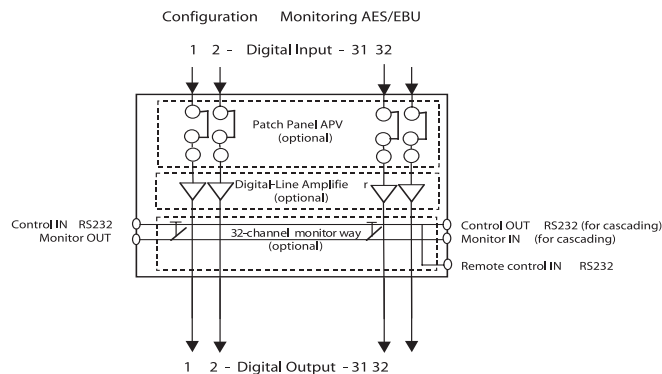 Configuration Monitoring AES/EBU
1 2 - Digital Input - 31 32
Patch Panel APV
(optional)
Digital-Line Amplifie r
(optional)
Control IN RS232
Monitor OUT
32-channel monitor way
(optional)
Control OUT RS232 (for cascading)
Monitor IN (for cascading)
Remote control IN RS232
1 2 - Digital Output - 31 32